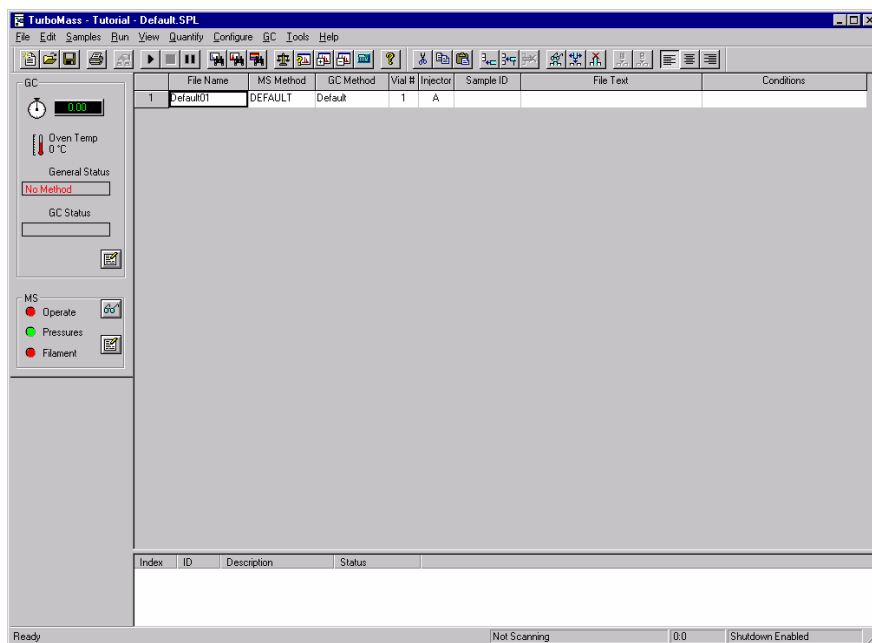 TurboMass - Tutorial - Default.SPL
File Edit Samples Run View Quantify Configure GC Tools Help
File Name MS Method GC Method Vial # Injector Sample ID File Text Conditions
1 Default01 DEFAULT Default 1 A
GC
0.00
Oven Temp
0 °C
General Status
No Method
GC Status
MS
Operate
Pressures
Filament
Index ID Description Status
Ready Not Scanning 0:0 Shutdown Enabled